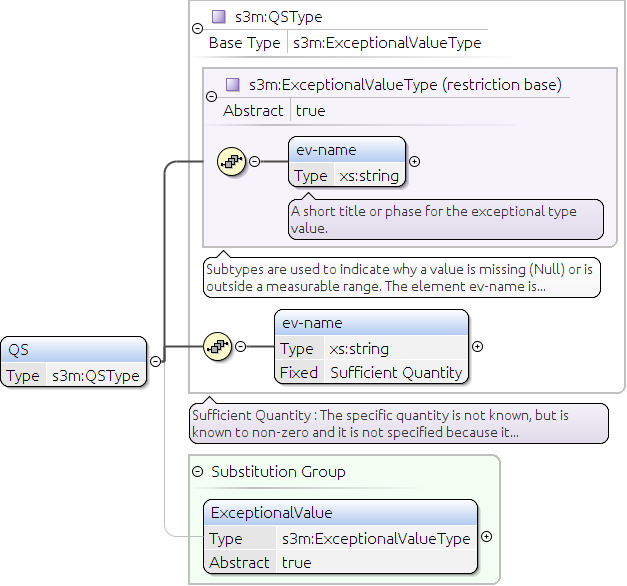 s3m:QSType
Base Type s3m:ExceptionalValueType
s3m:ExceptionalValueType (restriction base)
Abstract true
ev-name
Type xs:string
A short title or phase for the exceptional type
value.
Subtypes are used to indicate why a value is missing (Null) or is
outside a measurable range. The element ev-name is...
ev-name
Type xs:string
Fixed Sufficient Quantity
QS
Type s3m:QSType
Sufficient Quantity : The specific quantity is not known, but is
known to non-zero and it is not specified because it...
Substitution Group
ExceptionalValue
Type s3m:ExceptionalValueType
Abstract true